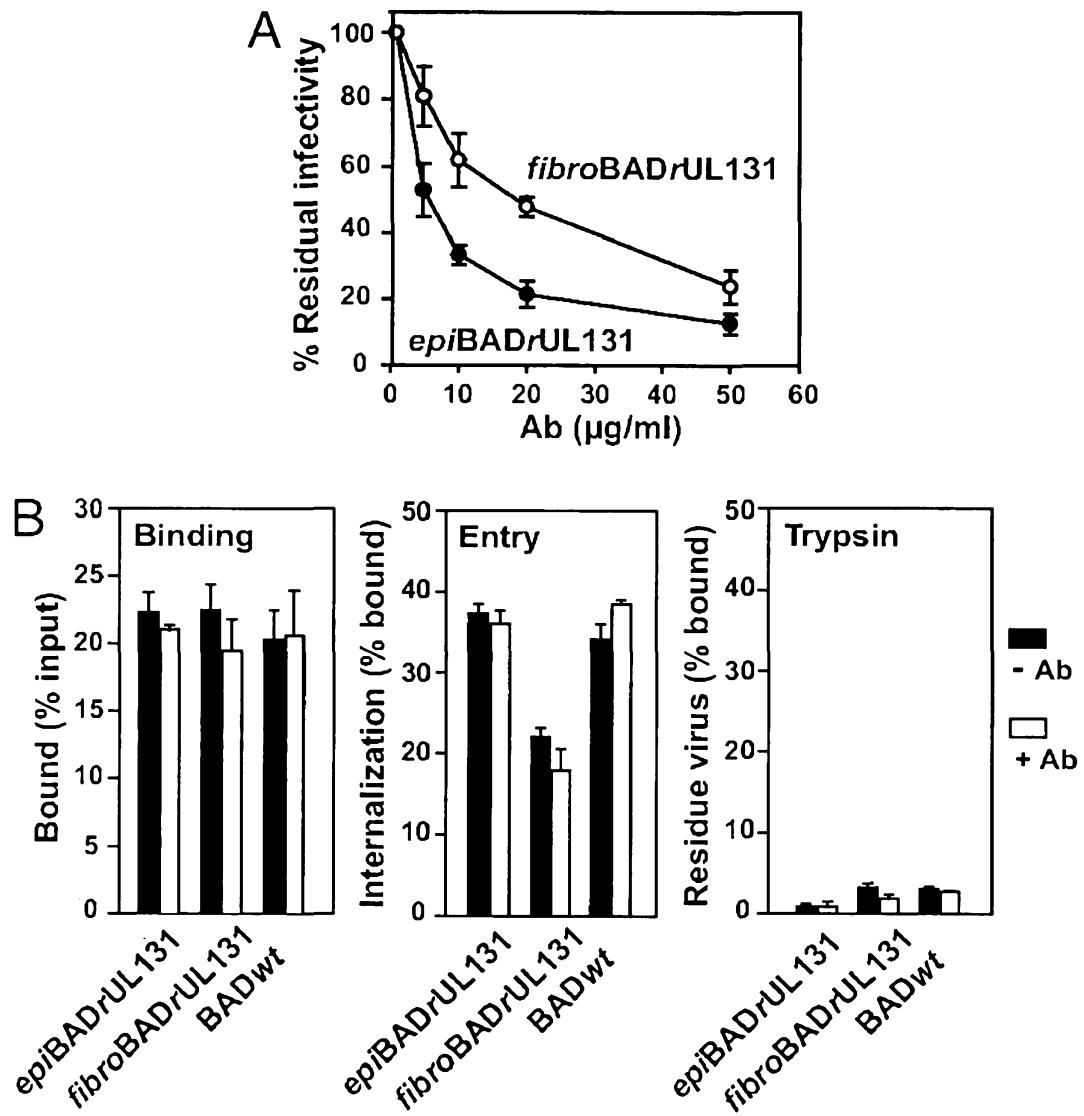 A
% Residual infectivity
100
80
60
40
20
0
fibroBADrUL131
epiBADrUL131
0 10 20 30 40 50 60
Ab (µg/ml)
B
Bound (% input)
30
25
20
15
10
5
0
Binding
epiBADrUL131
fibroBADrUL131
BADwt
Internalization (% bound)
50
40
30
20
10
0
Entry
epiBADrUL131
fibroBADrUL131
BADwt
Residue virus (% bound)
50
40
30
20
10
0
Trypsin
epiBADrUL131
fibroBADrUL131
BADwt
- Ab
+ Ab